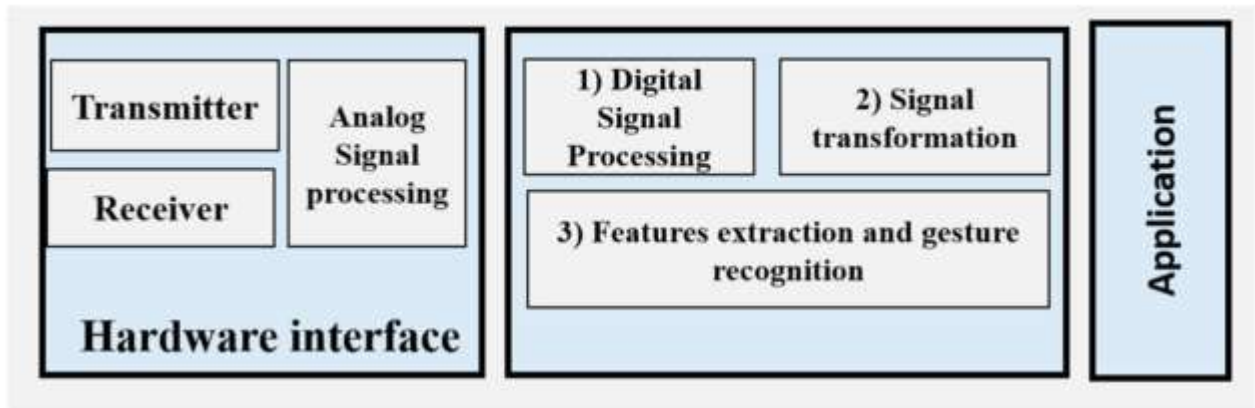 Transmitter
Receiver
Analog
Signal
processing
Hardware interface
1) Digital
Signal
Processing
2) Signal
transformation
3) Features extraction and gesture
recognition
Application